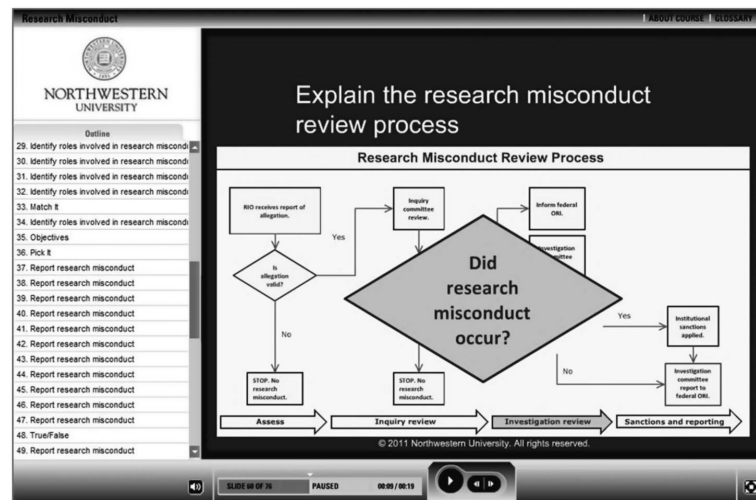 Research Misconduct
ABOUT COURSE | GLOSSARY
NORTHWESTERN
UNIVERSITY
Outline
29. Identify roles involved in research miscondu
30. Identify roles involved in research miscondu
31. Identify roles involved in research miscondu
32. Identify roles involved in research miscondu
33. Match It
34. Identify roles involved in research miscondu
35. Objectives
36. Pick It
37. Report research misconduct
38. Report research misconduct
39. Report research misconduct
40. Report research misconduct
41. Report research misconduct
42. Report research misconduct
43. Report research misconduct
44. Report research misconduct
45. Report research misconduct
46. Report research misconduct
47. Report research misconduct
48. True/False
49. Report research misconduct
Explain the research misconduct
review process
Research Misconduct Review Process
RIO receives report of
allegation.
Is
allegation
valid?
Yes
No
STOP. No
research
misconduct.
Inquiry
committee
review.
STOP. No
research
misconduct.
Inform federal
ORI.
Did
research
misconduct
occur?
Yes
No
Institutional
sanctions
applied.
Investigation
committee
report to
federal ORI.
Assess
Inquiry review
Investigation review
Sanctions and reporting
© 2011 Northwestern University. All rights reserved.
SLIDE 60 OF 76
PAUSED
00:09 / 00:19